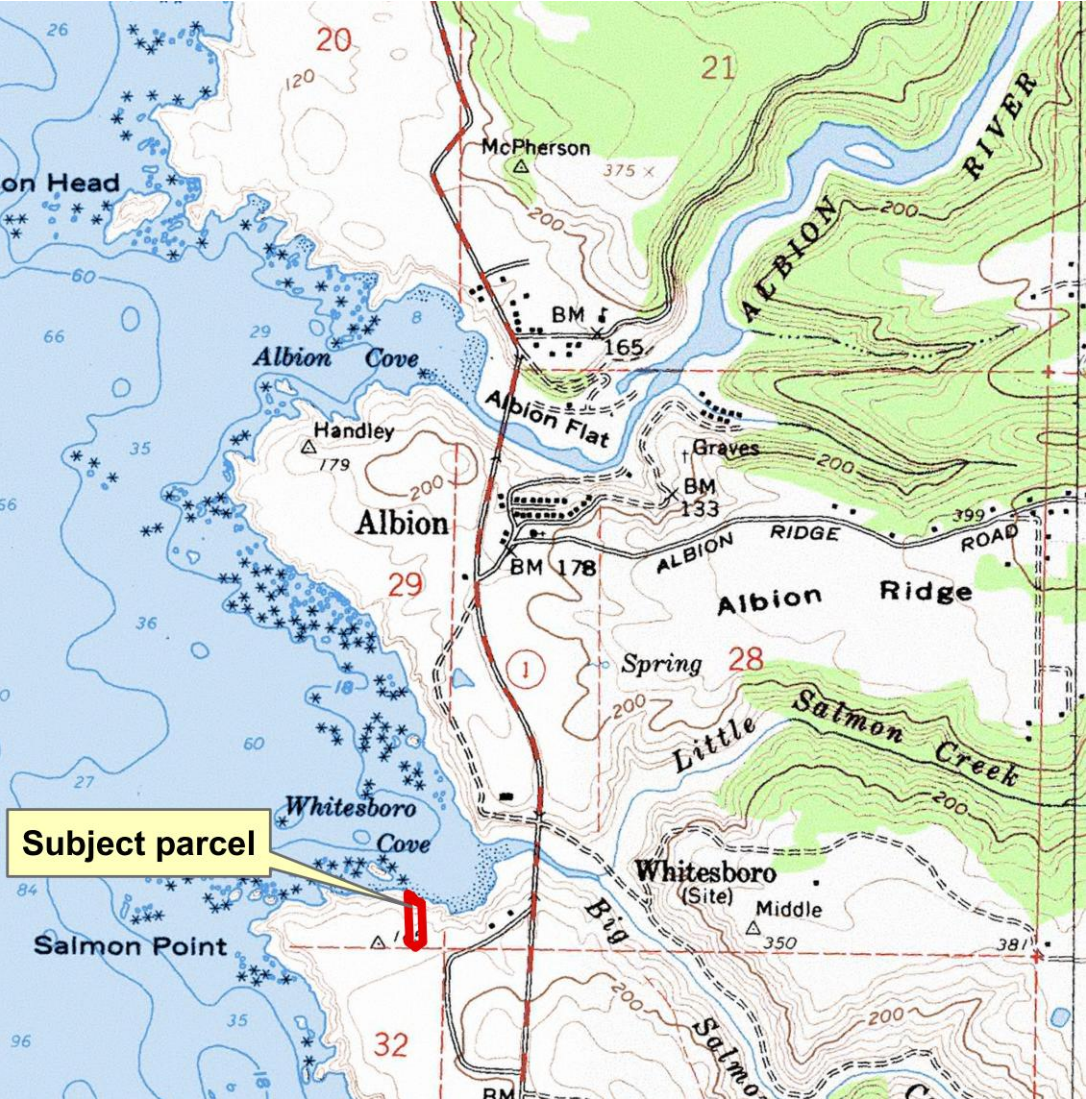 26
20
21
120
McPherson
375
on Head
RIVER
200
200
60
ALBION
8
BM
66
29
165
Albion Cove
Albion Flat
Handley
35
179
Graves
200
200
BM
133
399
Albion
RIDGE
ROAD
ALBION
BM 178
29
Albion Ridge
36
1
Spring
28
18
200
Salmon Creek
Little
60
27
200
Whitesboro
Cove
Subject parcel
Whitesboro
(Site)
84
Middle
Big
Salmon Point
350
381
200
35
200
32
96
18
BM